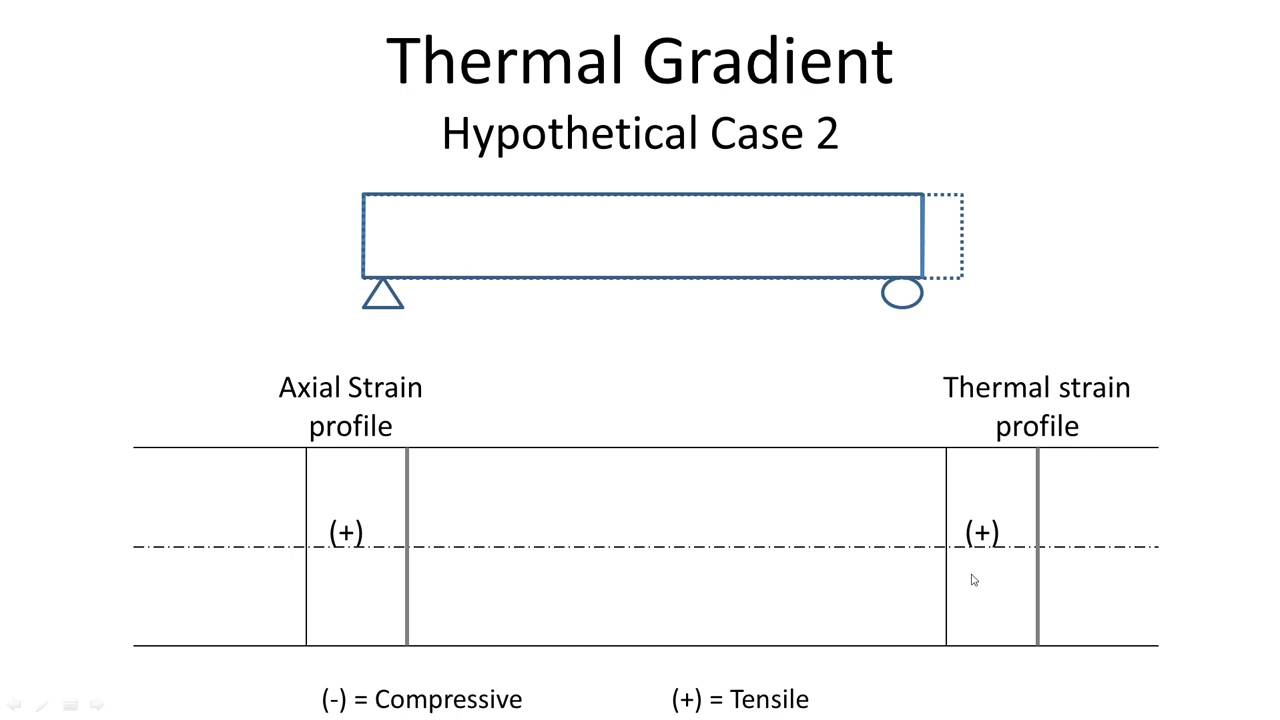 Thermal Gradient
Hypothetical Case 2
Axial Strain
profile
Thermal strain
profile
(+)
(+)
(-) = Compressive
(+) = Tensile